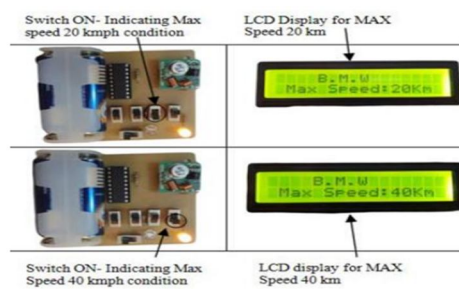 Switch ON- Indicating Max
speed 20 kmph condition
LCD Display for MAX
Speed 20 km
B.M.W
Max Speed:20Km
B.M.W
Max Speed:40Km
Switch ON- Indicating Max
Speed 40 kmph condition
LCD display for MAX
Speed 40 km